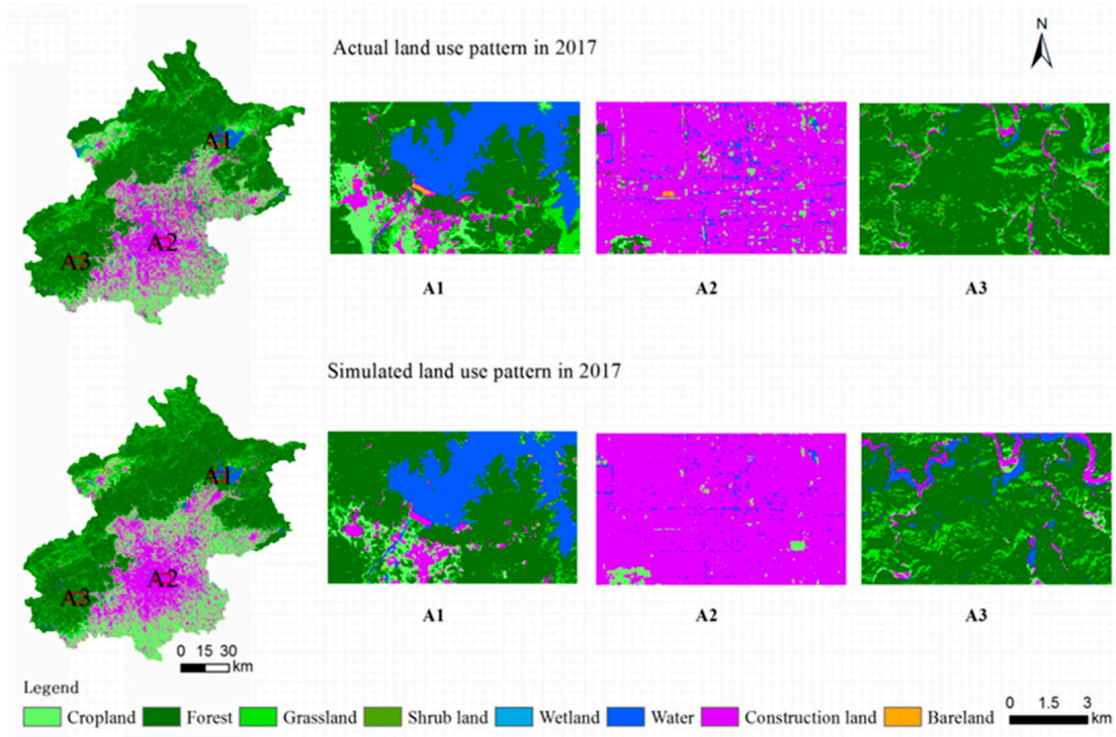 N
Actual land use pattern in 2017
A1
A2
A3
A1 A2 A3
Simulated land use pattern in 2017
A1
A2
A3
A1 A2 A3
0 15 30
km
Legend
Cropland Forest Grassland Shrub land Wetland Water Construction land Bareland
0 1.5 3
km